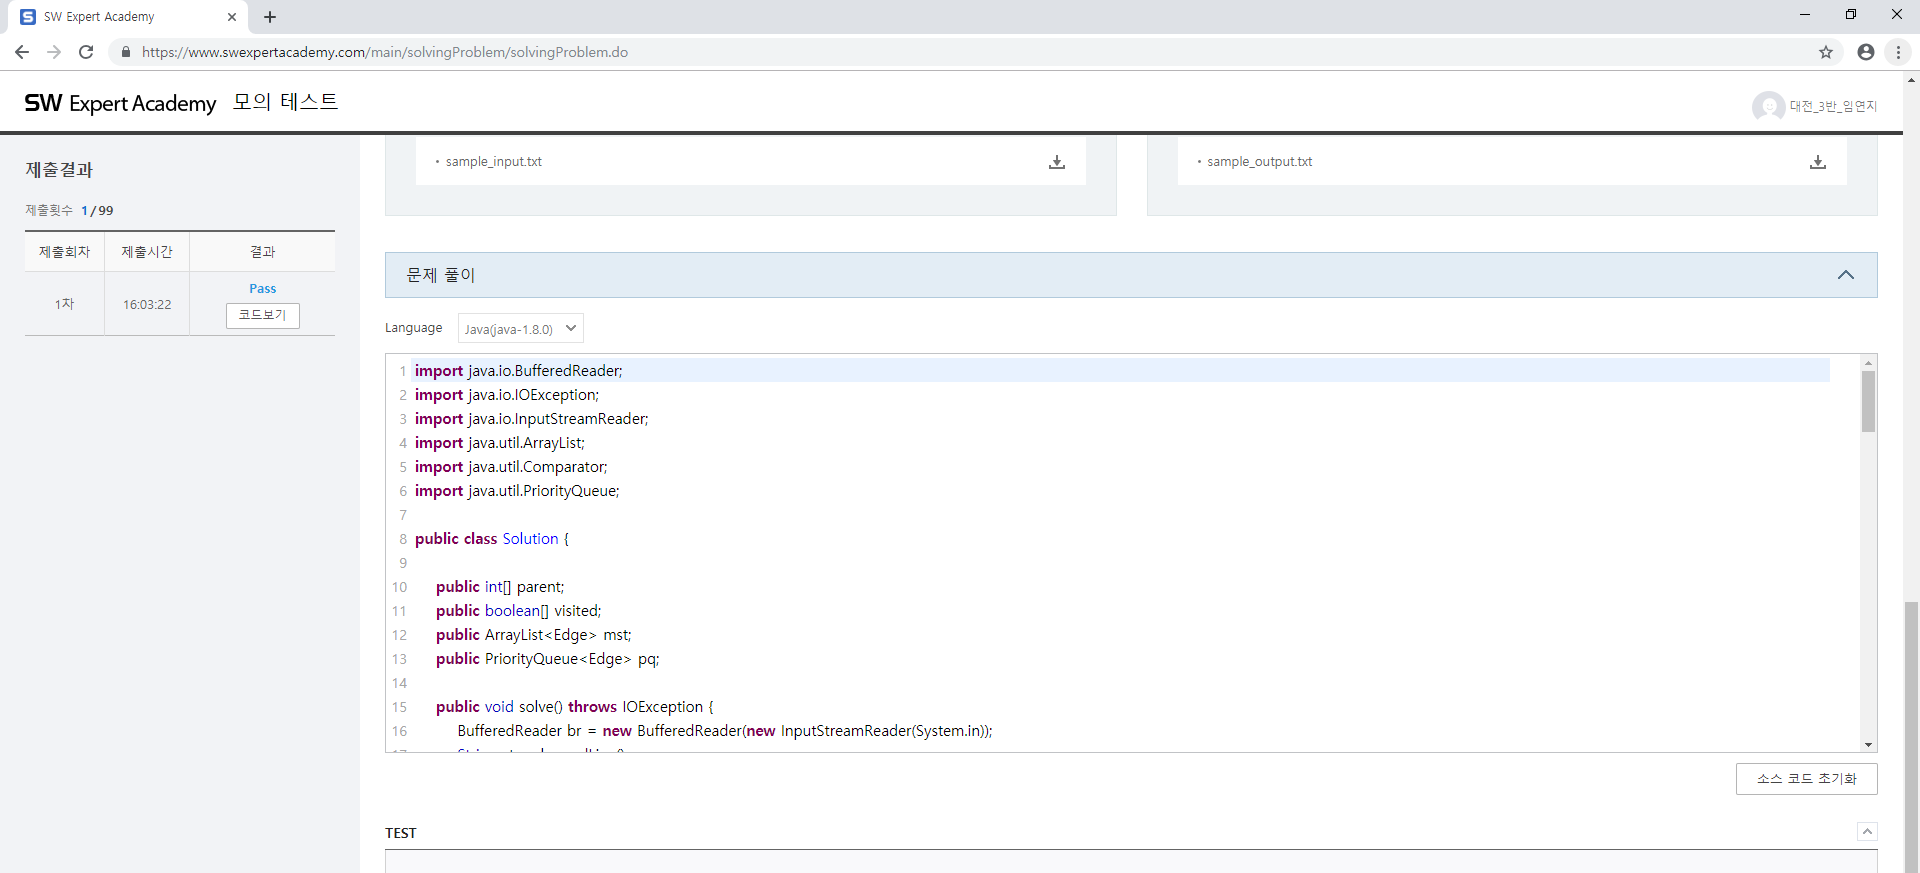 SW Expert Academy
https://www.swexpertacademy.com/main/solvingProblem/solvingProblem.do
SW Expert Academy 모의 테스트
대전_3반_임연지
제출결과
제출횟수 1/99
제출회차 제출시간 결과
1차 16:03:22 Pass
코드보기
• sample_input.txt
• sample_output.txt
문제 풀이
Language Java(java-1.8.0)
1 import java.io.BufferedReader;
2 import java.io.IOException;
3 import java.io.InputStreamReader;
4 import java.util.ArrayList;
5 import java.util.Comparator;
6 import java.util.PriorityQueue;
7
8 public class Solution {
9
10 public int[] parent;
11 public boolean[] visited;
12 public ArrayList<Edge> mst;
13 public PriorityQueue<Edge> pq;
14
15 public void solve() throws IOException {
16 BufferedReader br = new BufferedReader(new InputStreamReader(System.in));
소스 코드 초기화
TEST